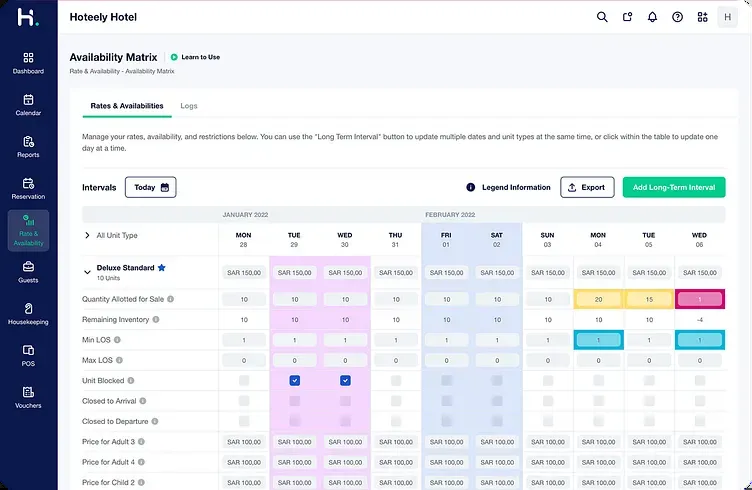 H.
Hoteely Hotel
H
Availability Matrix
Learn to Use
Rate & Availability - Availability Matrix
Dashboard
Calendar
Reports
Reservation
Rate &
Availability
Guests
Housekeeping
POS
Vouchers
Rates & Availabilities Logs
Manage your rates, availability, and restrictions below. You can use the "Long Term Interval" button to update multiple dates and unit types at the same time, or click within the table to update one
day at a time.
Intervals Today Legend Information Export Add Long-Term Interval
JANUARY 2022 FEBRUARY 2022
All Unit Type MON TUE WED THU FRI SAT SUN MON TUE WED
28 29 30 31 01 02 03 04 05 06
Deluxe Standard SAR 150,00 SAR 150,00 SAR 150,00 SAR 150,00 SAR 150,00 SAR 150,00 SAR 150,00 SAR 150,00 SAR 150,00 SAR 150,00
10 Units
Quantity Allotted for Sale 10 10 10 10 10 10 10 20 15 1
Remaining Inventory 10 10 10 10 10 10 10 10 10 -4
Min LOS 1 1 1 1 1 1 1 1 1 1
Max LOS 0 0 0 0 0 0 0 0 0 0
Unit Blocked
Closed to Arrival
Closed to Departure
Price for Adult 3 SAR 100,00 SAR 100,00 SAR 100,00 SAR 100,00 SAR 100,00 SAR 100,00 SAR 100,00 SAR 100,00 SAR 100,00 SAR 100,00
Price for Adult 4 SAR 100,00 SAR 100,00 SAR 100,00 SAR 100,00 SAR 100,00 SAR 100,00 SAR 100,00 SAR 100,00 SAR 100,00 SAR 100,00
Price for Child 2 SAR 100,00 SAR 100,00 SAR 100,00 SAR 100,00 SAR 100,00 SAR 100,00 SAR 100,00 SAR 100,00 SAR 100,00 SAR 100,00